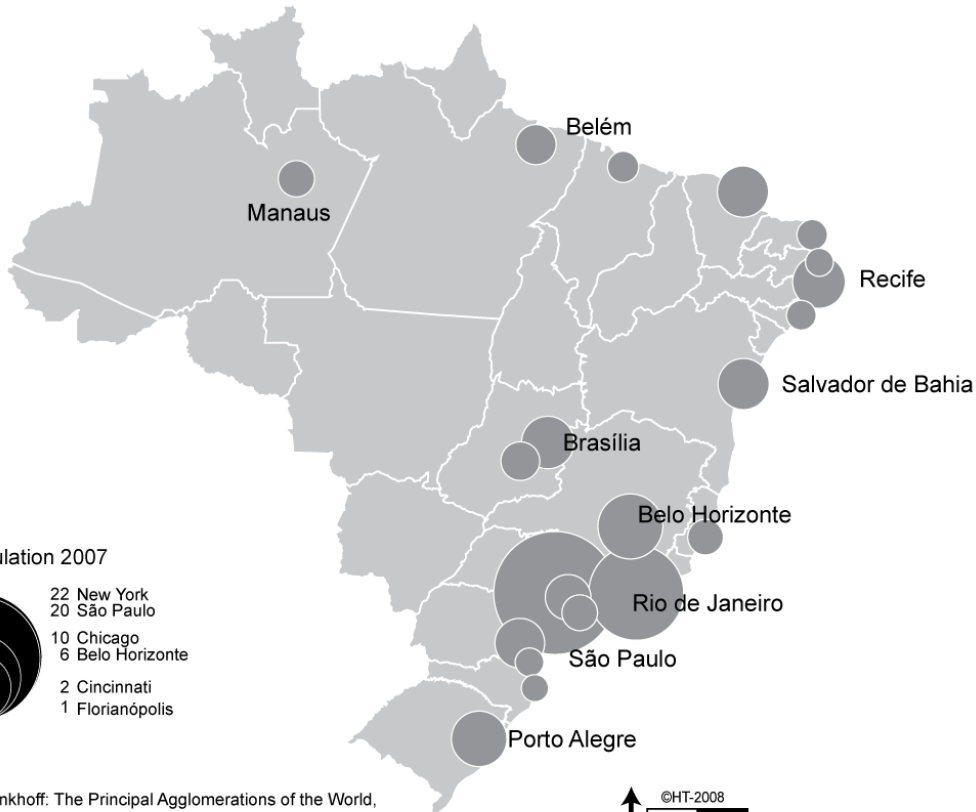 Belém
Manaus
Recife
Salvador de Bahia
Brasília
Belo Horizonte
Rio de Janeiro
São Paulo
Porto Alegre
2007
22 New York
20 São Paulo
10 Chicago
6 Belo Horizonte
2 Cincinnati
1 Florianópolis
The Principal Agglomerations of the World,
©HT-2008